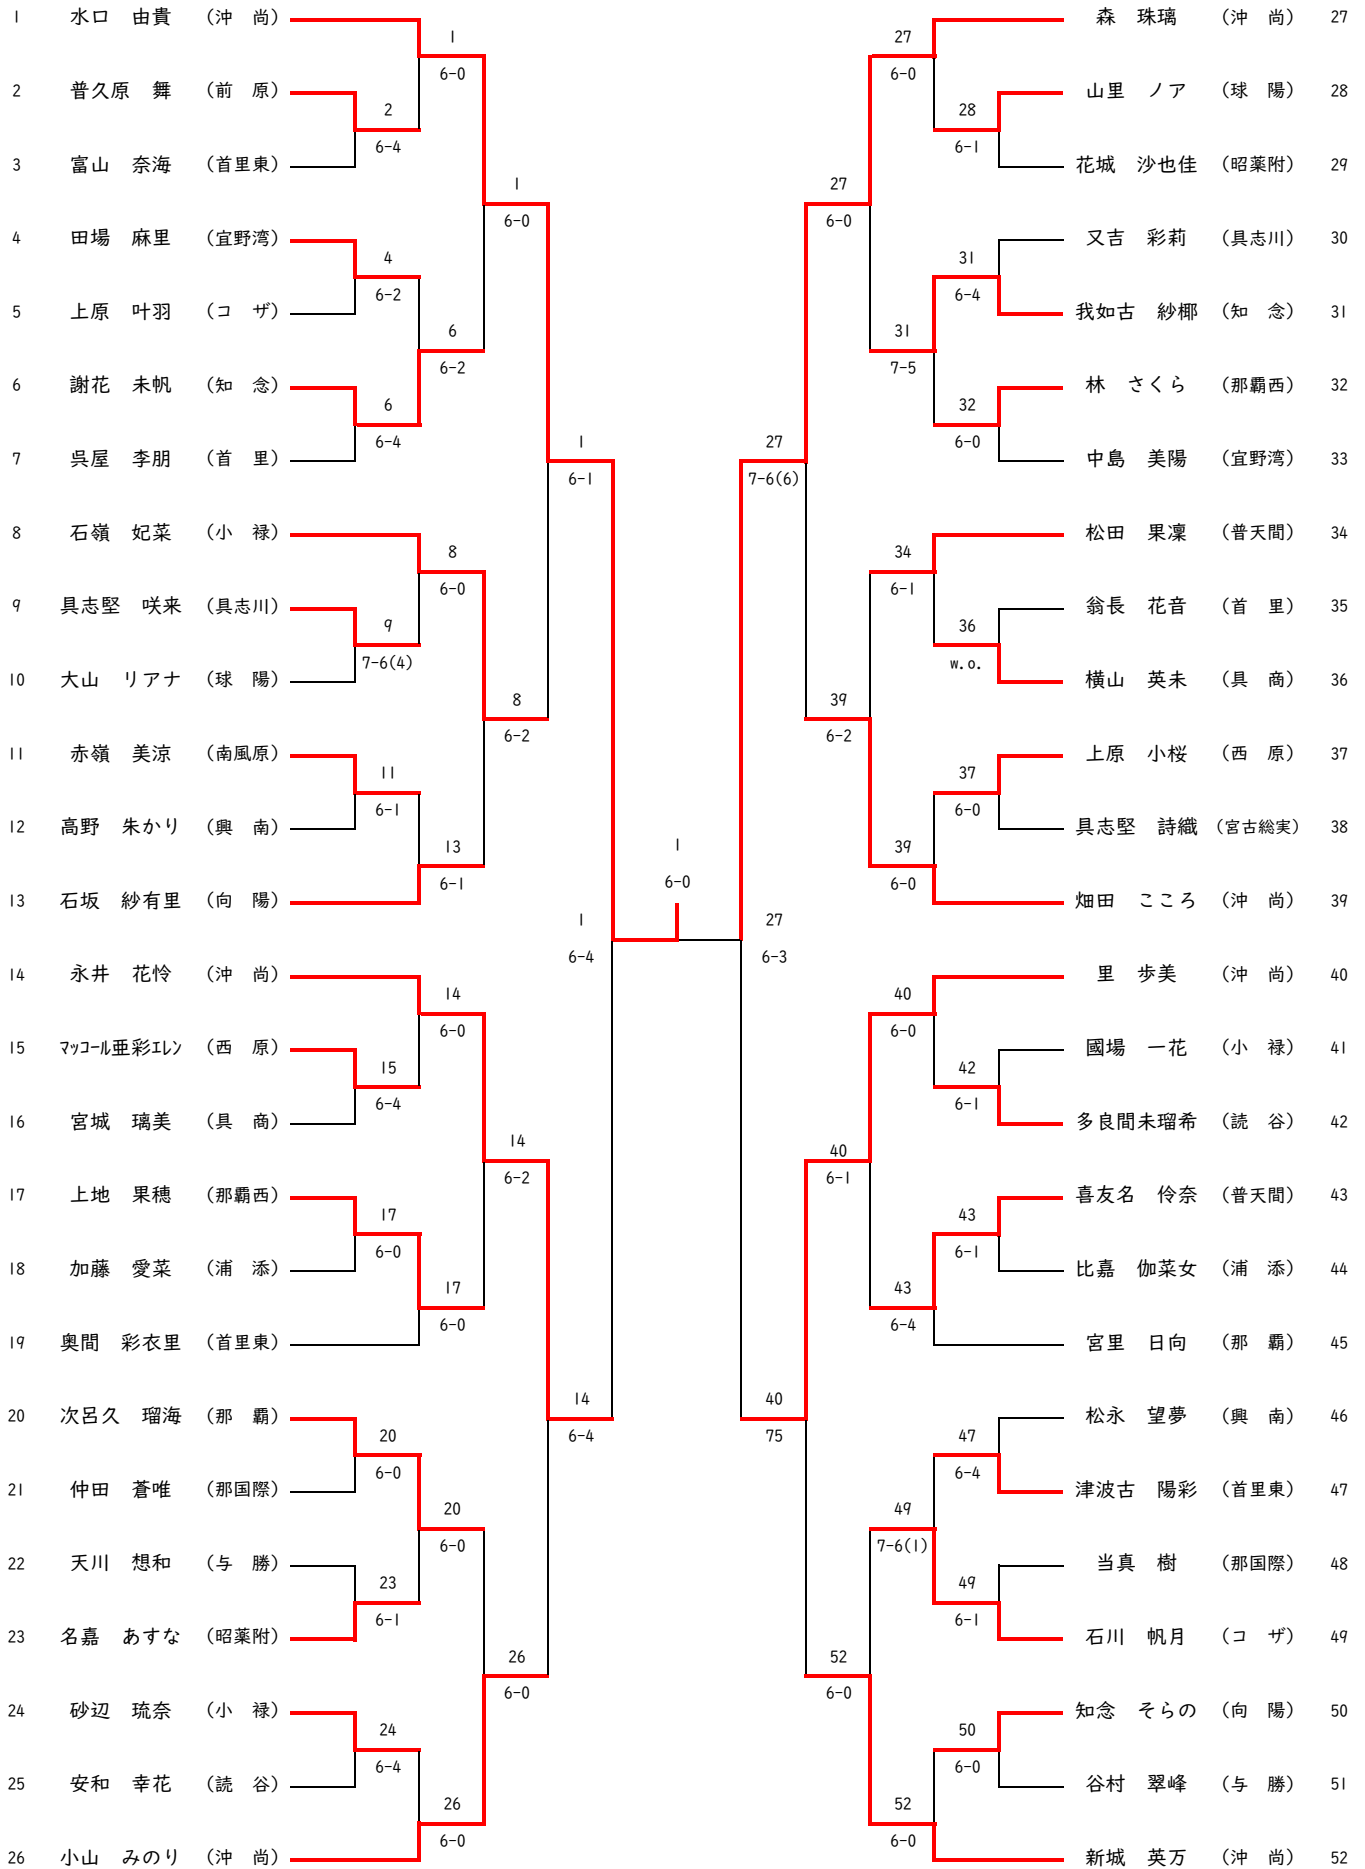 1 水口 由貴 (沖 尚)
2 普久原 舞 (前 原)
3 富山 奈海 (首里東)
4 田場 麻里 (宜野湾)
5 上原 叶羽 (コ ザ)
6 謝花 未帆 (知 念)
7 呉屋 李朋 (首 里)
8 石嶺 妃菜 (小 禄)
9 具志堅 咲来 (具志川)
10 大山 リアナ (球 陽)
11 赤嶺 美涼 (南風原)
12 高野 朱かり (興 南)
13 石坂 紗有里 (向 陽)
14 永井 花怜 (沖 尚)
15 マッコール亜彩エレン (西 原)
16 宮城 璃美 (具 商)
17 上地 果穂 (那覇西)
18 加藤 愛菜 (浦 添)
19 奥間 彩衣里 (首里東)
20 次呂久 瑠海 (那 覇)
21 仲田 蒼唯 (那国際)
22 天川 想和 (与 勝)
23 名嘉 あすな (昭薬附)
24 砂辺 琉奈 (小 禄)
25 安和 幸花 (読 谷)
26 小山 みのり (沖 尚)
2
6-4
4
6-2
6
6-4
9
7-6(4)
11
6-1
15
6-4
17
6-0
20
6-0
23
6-1
24
6-4
1
6-0
6
6-2
8
6-0
13
6-1
14
6-0
17
6-0
20
6-0
26
6-0
1
6-0
8
6-2
14
6-2
26
6-0
1
6-1
14
6-4
1
6-4
1
6-0
27
6-3
27
7-6(6)
40
75
27
6-0
39
6-2
40
6-1
52
6-0
27
6-0
31
7-5
34
6-1
39
6-0
40
6-0
43
6-4
49
7-6(1)
52
6-0
28
6-1
31
6-4
32
6-0
36
w.o.
37
6-0
42
6-1
43
6-1
47
6-4
49
6-1
50
6-0
森 珠璃 (沖 尚) 27
山里 ノア (球 陽) 28
花城 沙也佳 (昭薬附) 29
又吉 彩莉 (具志川) 30
我如古 紗椰 (知 念) 31
林 さくら (那覇西) 32
中島 美陽 (宜野湾) 33
松田 果凜 (普天間) 34
翁長 花音 (首 里) 35
横山 英未 (具 商) 36
上原 小桜 (西 原) 37
具志堅 詩織 (宮古総実) 38
畑田 こころ (沖 尚) 39
里 歩美 (沖 尚) 40
國場 一花 (小 禄) 41
多良間未瑠希 (読 谷) 42
喜友名 伶奈 (普天間) 43
比嘉 伽菜女 (浦 添) 44
宮里 日向 (那 覇) 45
松永 望夢 (興 南) 46
津波古 陽彩 (首里東) 47
当真 樹 (那国際) 48
石川 帆月 (コ ザ) 49
知念 そらの (向 陽) 50
谷村 翠峰 (与 勝) 51
新城 英万 (沖 尚) 52